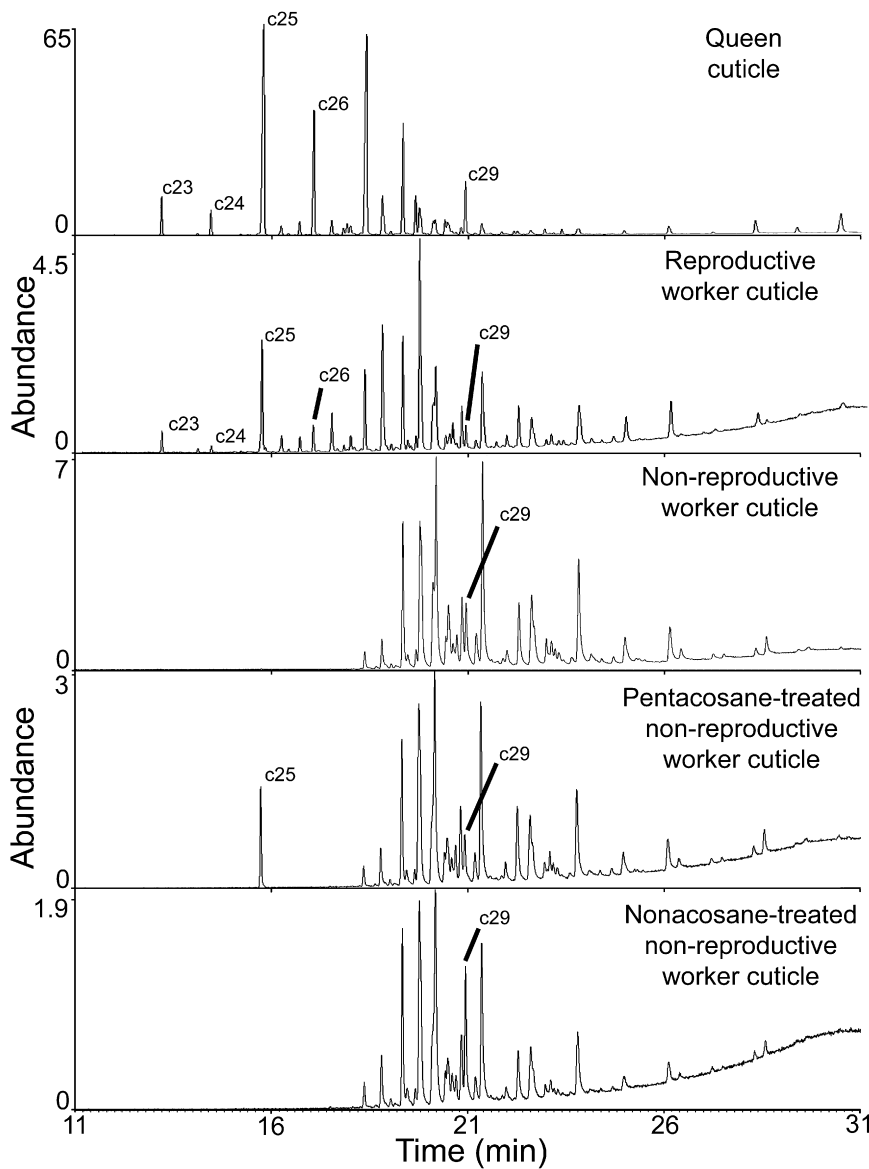 65
c25
Queen
cuticle
c26
c23
c24
c29
0
4.5
Reproductive
worker cuticle
c25
c29
c26
c23
c24
0
Abundance
7
Non-reproductive
worker cuticle
c29
0
3
Pentacosane-treated
non-reproductive
worker cuticle
c25
c29
0
Abundance
1.9
Nonacosane-treated
non-reproductive
worker cuticle
c29
0
11 16 21 26 31
Time (min)